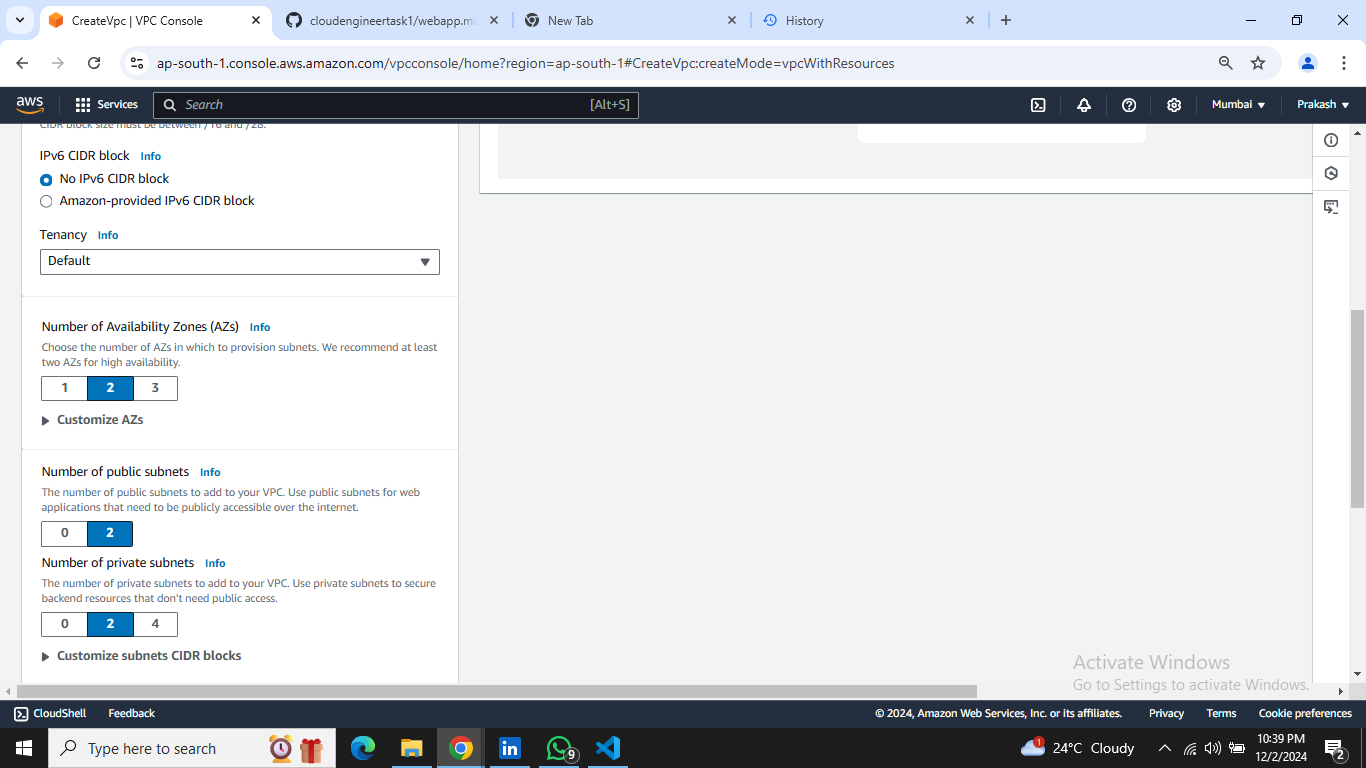 CreateVpc | VPC Console
cloudengineertask1/webapp.mc
New Tab
History
ap-south-1.console.aws.amazon.com/vpcconsole/home?region=ap-south-1#CreateVpc:createMode=vpcWithResources
aws
Services
Search
[Alt+S]
Mumbai
Prakash
CIDR block size must be between /16 and /28.
IPv6 CIDR block Info
No IPv6 CIDR block
Amazon-provided IPv6 CIDR block
Tenancy Info
Default
Number of Availability Zones (AZs) Info
Choose the number of AZs in which to provision subnets. We recommend at least
two AZs for high availability.
1 2 3
Customize AZs
Number of public subnets Info
The number of public subnets to add to your VPC. Use public subnets for web
applications that need to be publicly accessible over the internet.
0 2
Number of private subnets Info
The number of private subnets to add to your VPC. Use private subnets to secure
backend resources that don't need public access.
0 2 4
Customize subnets CIDR blocks
Activate Windows
Go to Settings to activate Windows.
CloudShell Feedback
© 2024, Amazon Web Services, Inc. or its affiliates. Privacy Terms Cookie preferences
Type here to search
9
1
24°C Cloudy
10:39 PM
12/2/2024
2